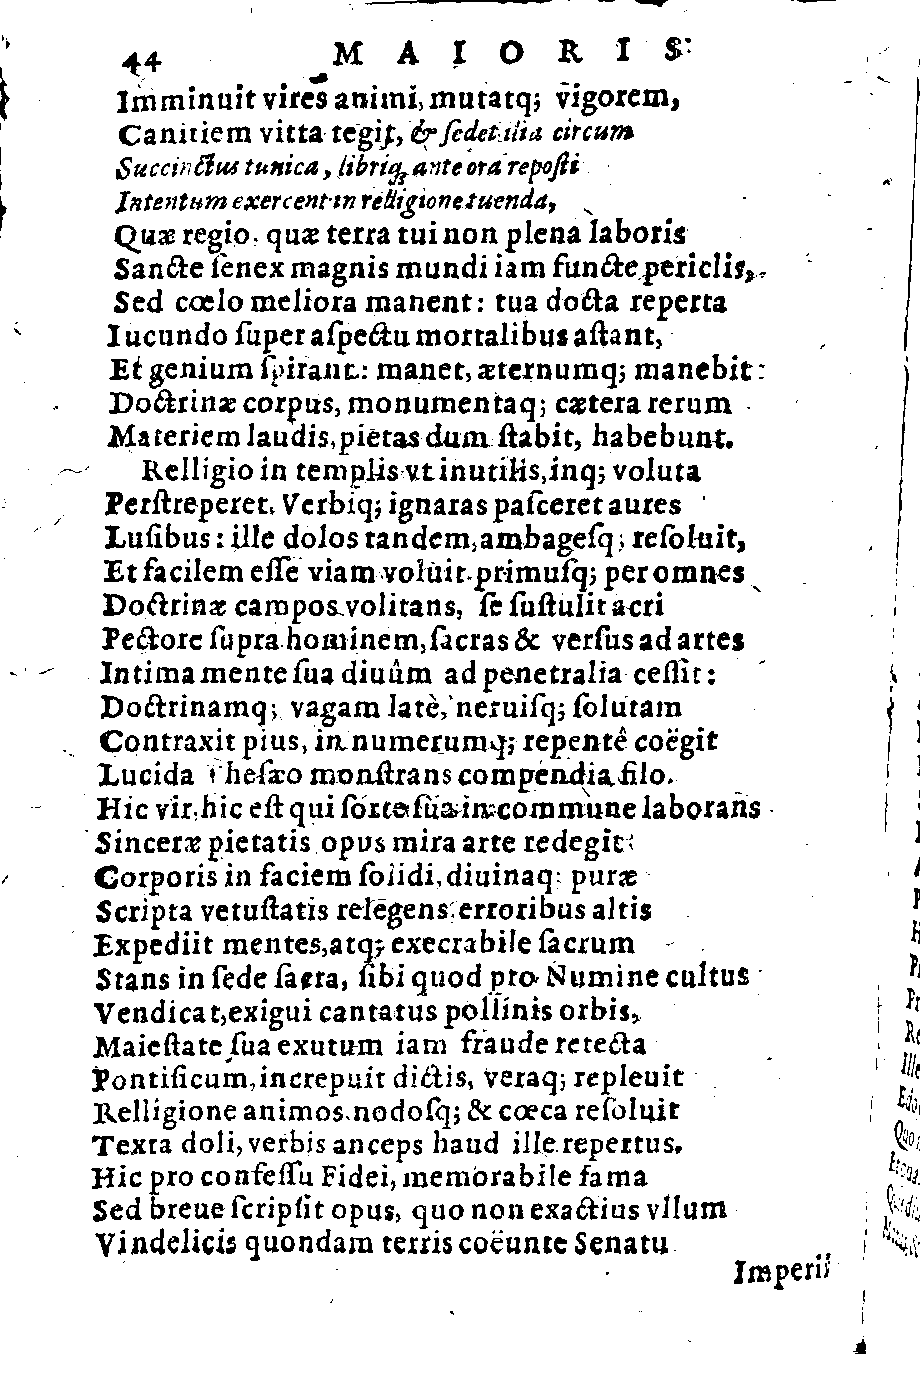 44 MAIORIS
Imminuit vires animi, mutatq; vigorem,
Canitiem vitta tegit, & ſedet illa circum
Succinctus tunica, libriq; ante ora repoſti
Intentum exercent in relligione tuenda,
Quæ regio, quæ terra tui non plena laboris
Sancte ſenex magnis mundi iam functe periclis,
Sed cœlo meliora manent: tua docta reperta
Iucundo ſuper aſpectu mortalibus aſtant,
Et genium ſpirant: manet, æternumq; manebit:
Doctrinæ corpus, monumentaq; cætera rerum
Materiem laudis, pietas dum ſtabit, habebunt.
Relligio in templis vt inutilis, inq; voluta
Perſtreperet, Verbiq; ignaras paſceret aures
Luſibus: ille dolos tandem, ambageſq; reſoluit,
Et facilem eſſe viam voluit primuſq; per omnes
Doctrinæ campos volitans, ſe ſuſtulit acri
Pectore ſupra hominem, ſacras & verſus ad artes
Intima mente ſua diuûm ad penetralia ceſſit:
Doctrinamq; vagam latè, neruiſq; ſolutam
Contraxit pius, in numerumq; repentê coëgit
Lucida Theſæo monſtrans compendia filo.
Hic vir, hic eſt qui ſorte ſua in commune laborans
Sinceræ pietatis opus mira arte redegit
Corporis in faciem ſolidi, diuinaq: puræ
Scripta vetuſtatis relegens erroribus altis
Expediit mentes, atq; execrabile ſacrum
Stans in ſede ſacra, ſibi quod pro Numine cultus
Vendicat, exigui cantatus pollinis orbis,
Maieſtate ſua exutum iam fraude retecta
Pontificum, increpuit dictis, veraq; repleuit
Relligione animos, nodoſq; & cœca reſoluit
Texta doli, verbis anceps haud ille repertus.
Hic pro confeſſu Fidei, memorabile fama
Sed breue ſcripſit opus, quo non exactius vllum
Vindelicis quondam terris coëunte Senatu
Imperii